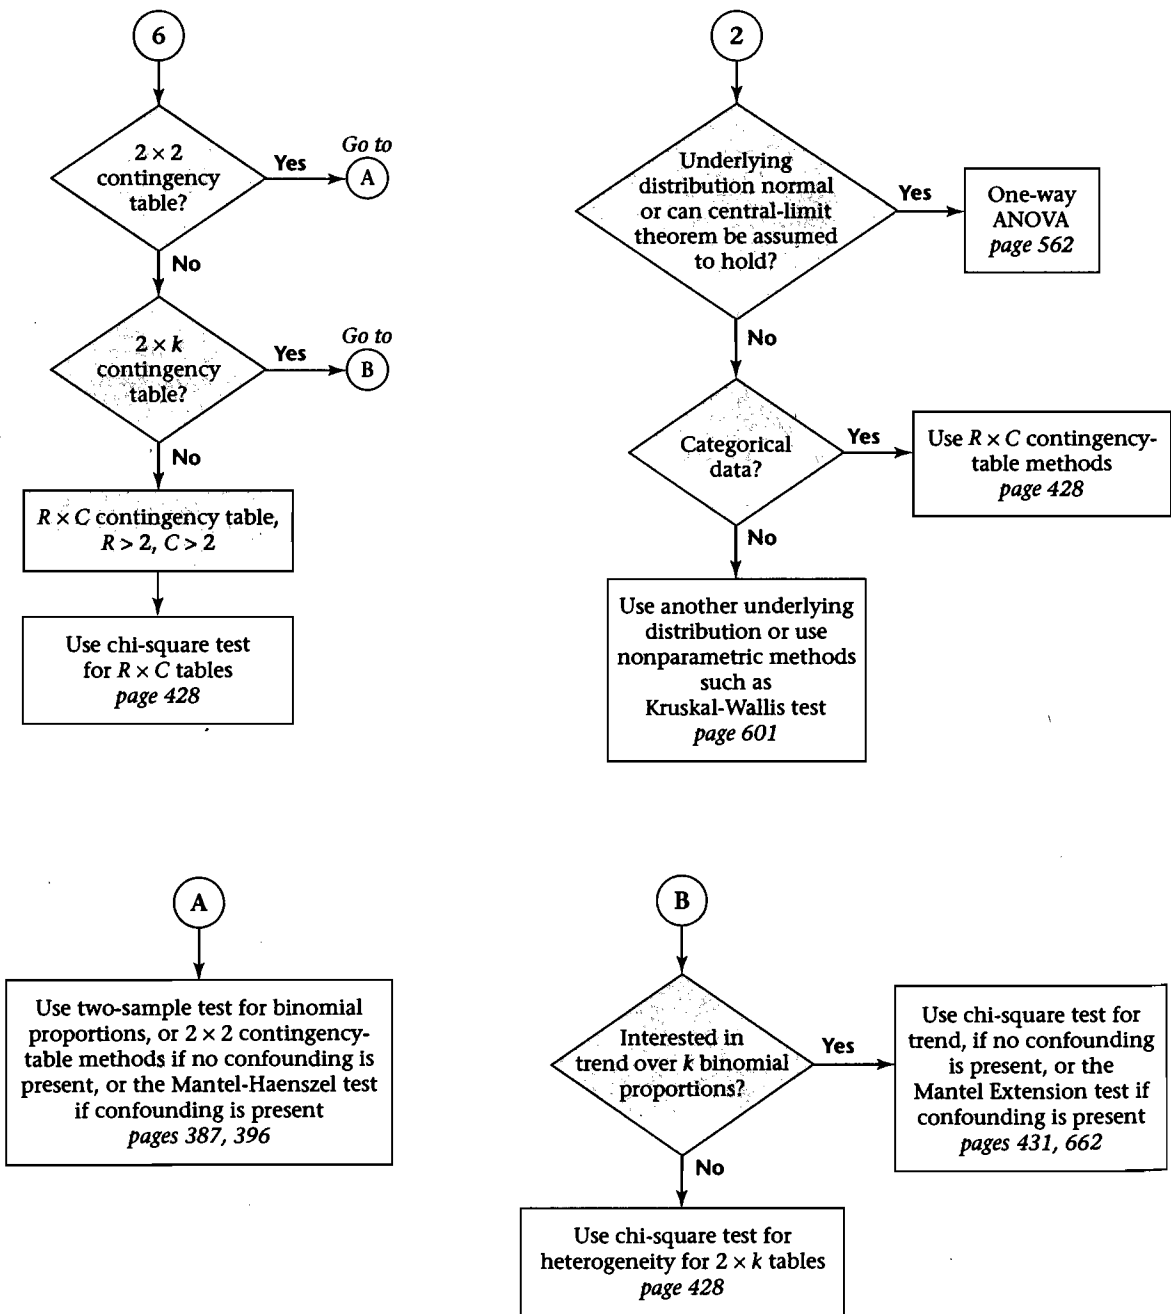 6
2 × 2
contingency
table?
Yes
Go to
A
No
2 × k
contingency
table?
Yes
Go to
B
No
R × C contingency table,
R > 2, C > 2
Use chi-square test
for R × C tables
page 428
2
Underlying
distribution normal
or can central-limit
theorem be assumed
to hold?
Yes
One-way
ANOVA
page 562
No
Categorical
data?
Yes
Use R × C contingency-
table methods
page 428
No
Use another underlying
distribution or use
nonparametric methods
such as
Kruskal-Wallis test
page 601
A
Use two-sample test for binomial
proportions, or 2 × 2 contingency-
table methods if no confounding is
present, or the Mantel-Haenszel test
if confounding is present
pages 387, 396
B
Interested in
trend over k binomial
proportions?
Yes
Use chi-square test for
trend, if no confounding
is present, or the
Mantel Extension test if
confounding is present
pages 431, 662
No
Use chi-square test for
heterogeneity for 2 × k tables
page 428